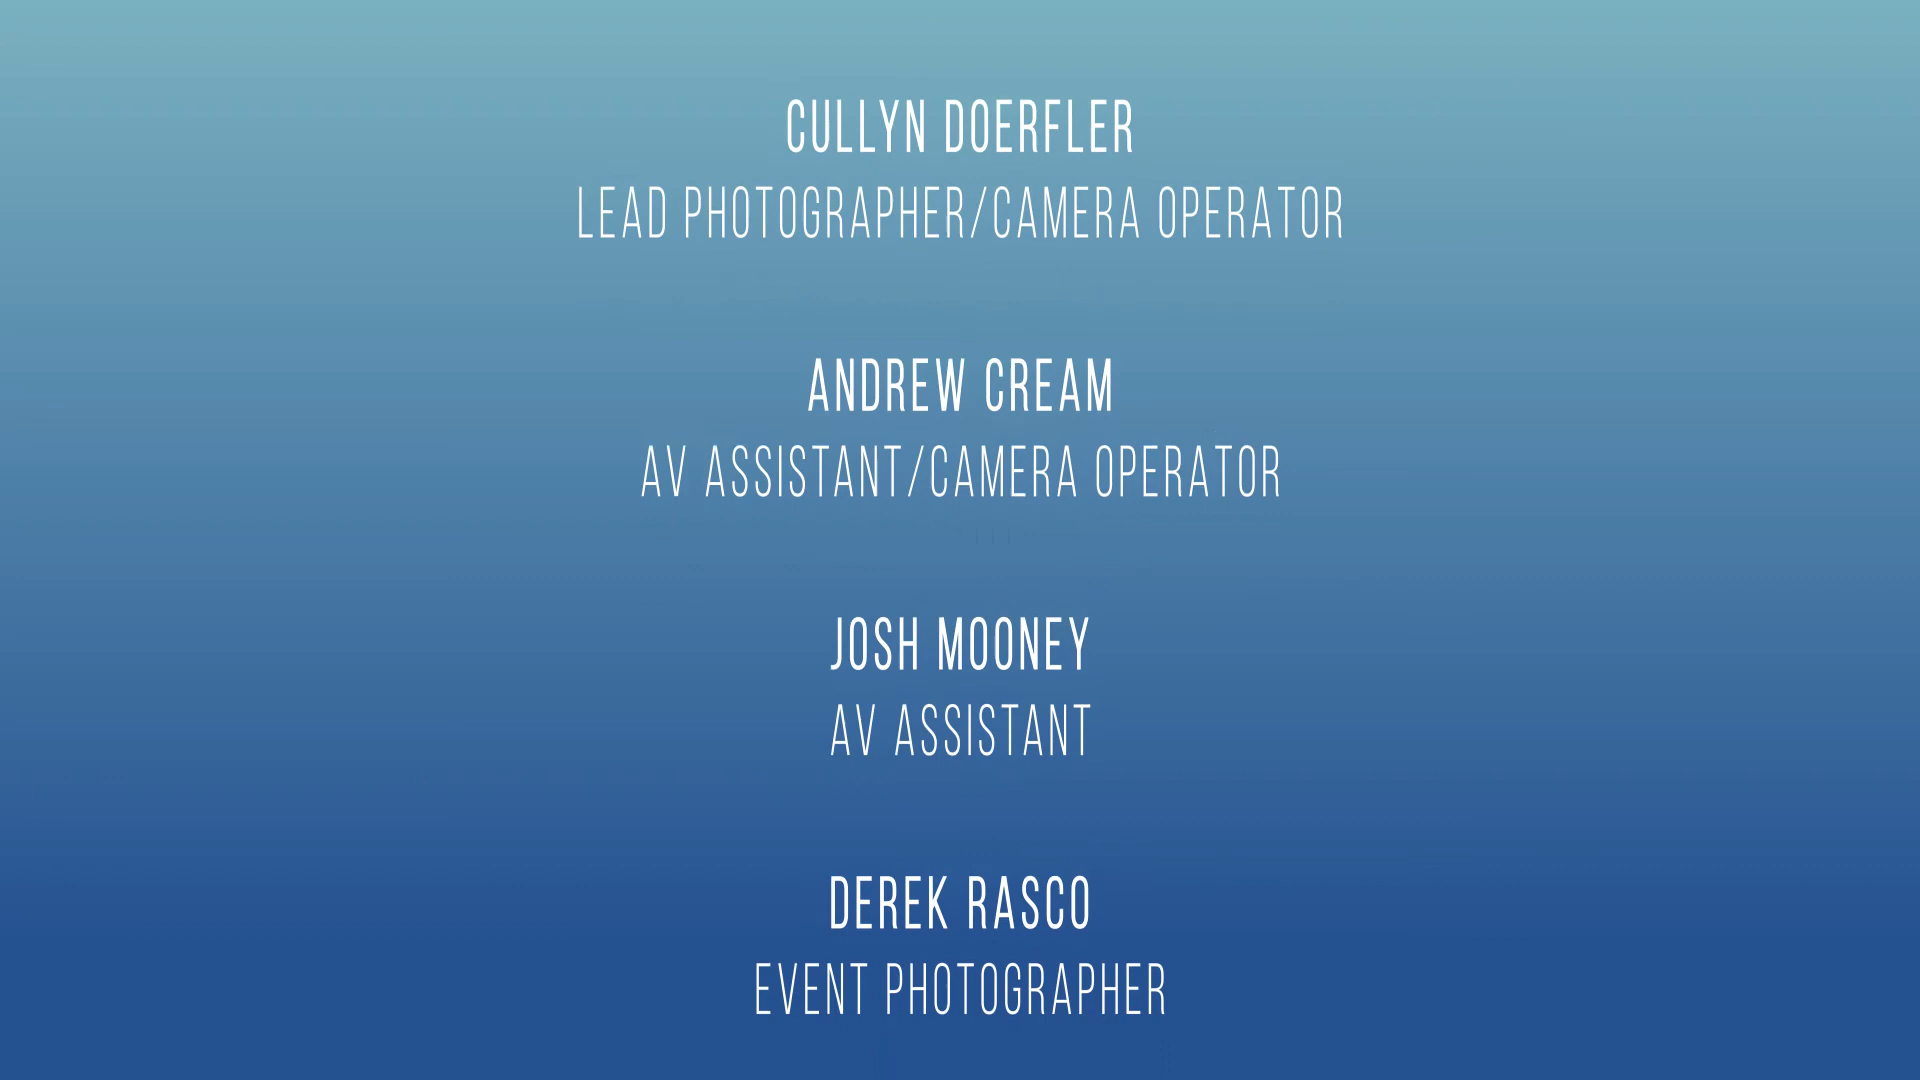 CULLYN DOERFLER
LEAD PHOTOGRAPHER/CAMERA OPERATOR
ANDREW CREAM
AV ASSISTANT/CAMERA OPERATOR
JOSH MOONEY
AV ASSISTANT
DEREK RASCO
EVENT PHOTOGRAPHER